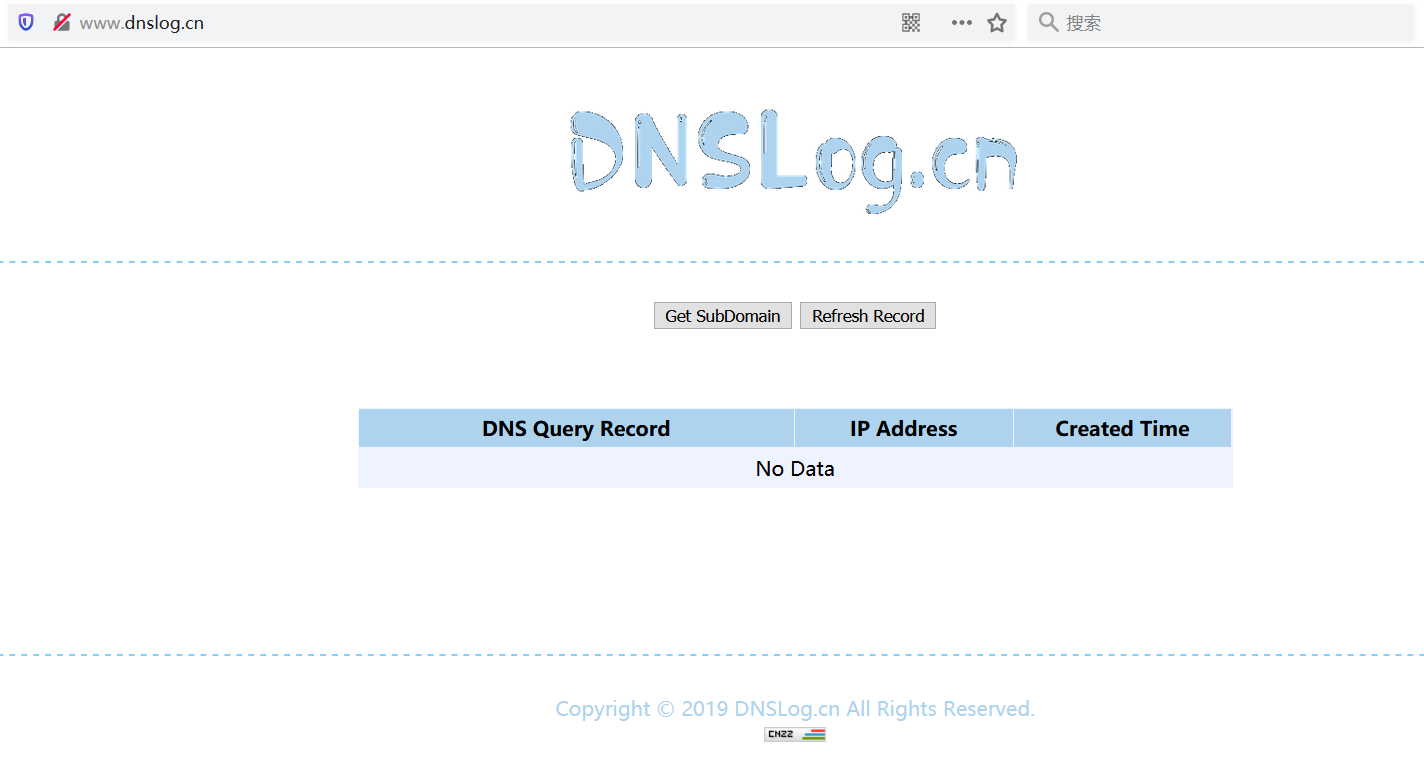 www.dnslog.cn
搜索
DNSLog.cn
Get SubDomain Refresh Record
DNS Query Record IP Address Created Time
No Data
Copyright © 2019 DNSLog.cn All Rights Reserved.
CNZZ